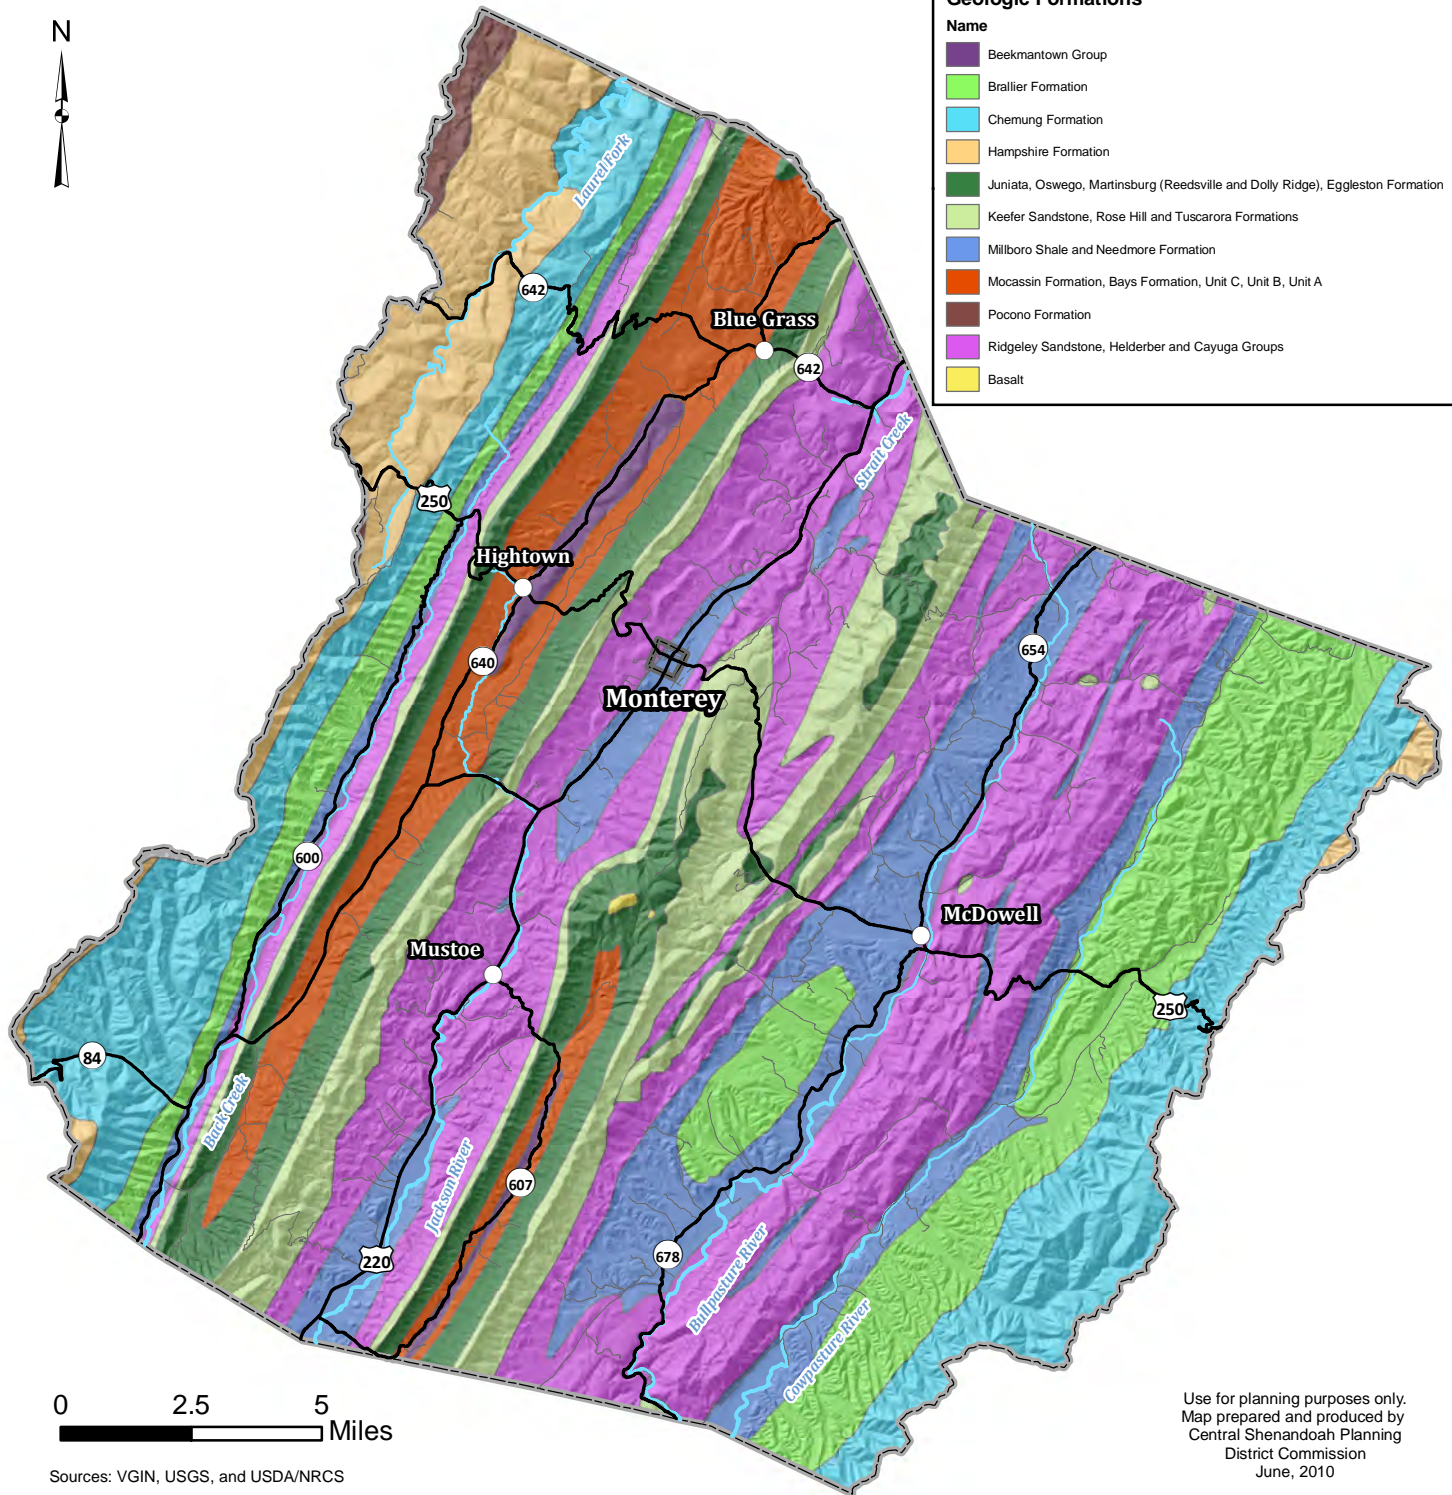 Geologic Formations
Name
Beekmantown Group
Brallier Formation
Chemung Formation
Hampshire Formation
Juniata, Oswego, Martinsburg (Reedsville and Dolly Ridge), Eggleston Formation
Keefer Sandstone, Rose Hill and Tuscarora Formations
Millboro Shale and Needmore Formation
Mocassin Formation, Bays Formation, Unit C, Unit B, Unit A
Pocono Formation
Ridgeley Sandstone, Helderber and Cayuga Groups
Basalt
N
Laurel Fork
642
Blue Grass
642
Strait Creek
250
Hightown
640
654
Monterey
600
McDowell
Mustoe
250
84
Back Creek
Jackson River
607
220
678
Bullpasture River
Cowpasture River
0 2.5 5
Miles
Sources: VGIN, USGS, and USDA/NRCS
Use for planning purposes only.
Map prepared and produced by
Central Shenandoah Planning
District Commission
June, 2010